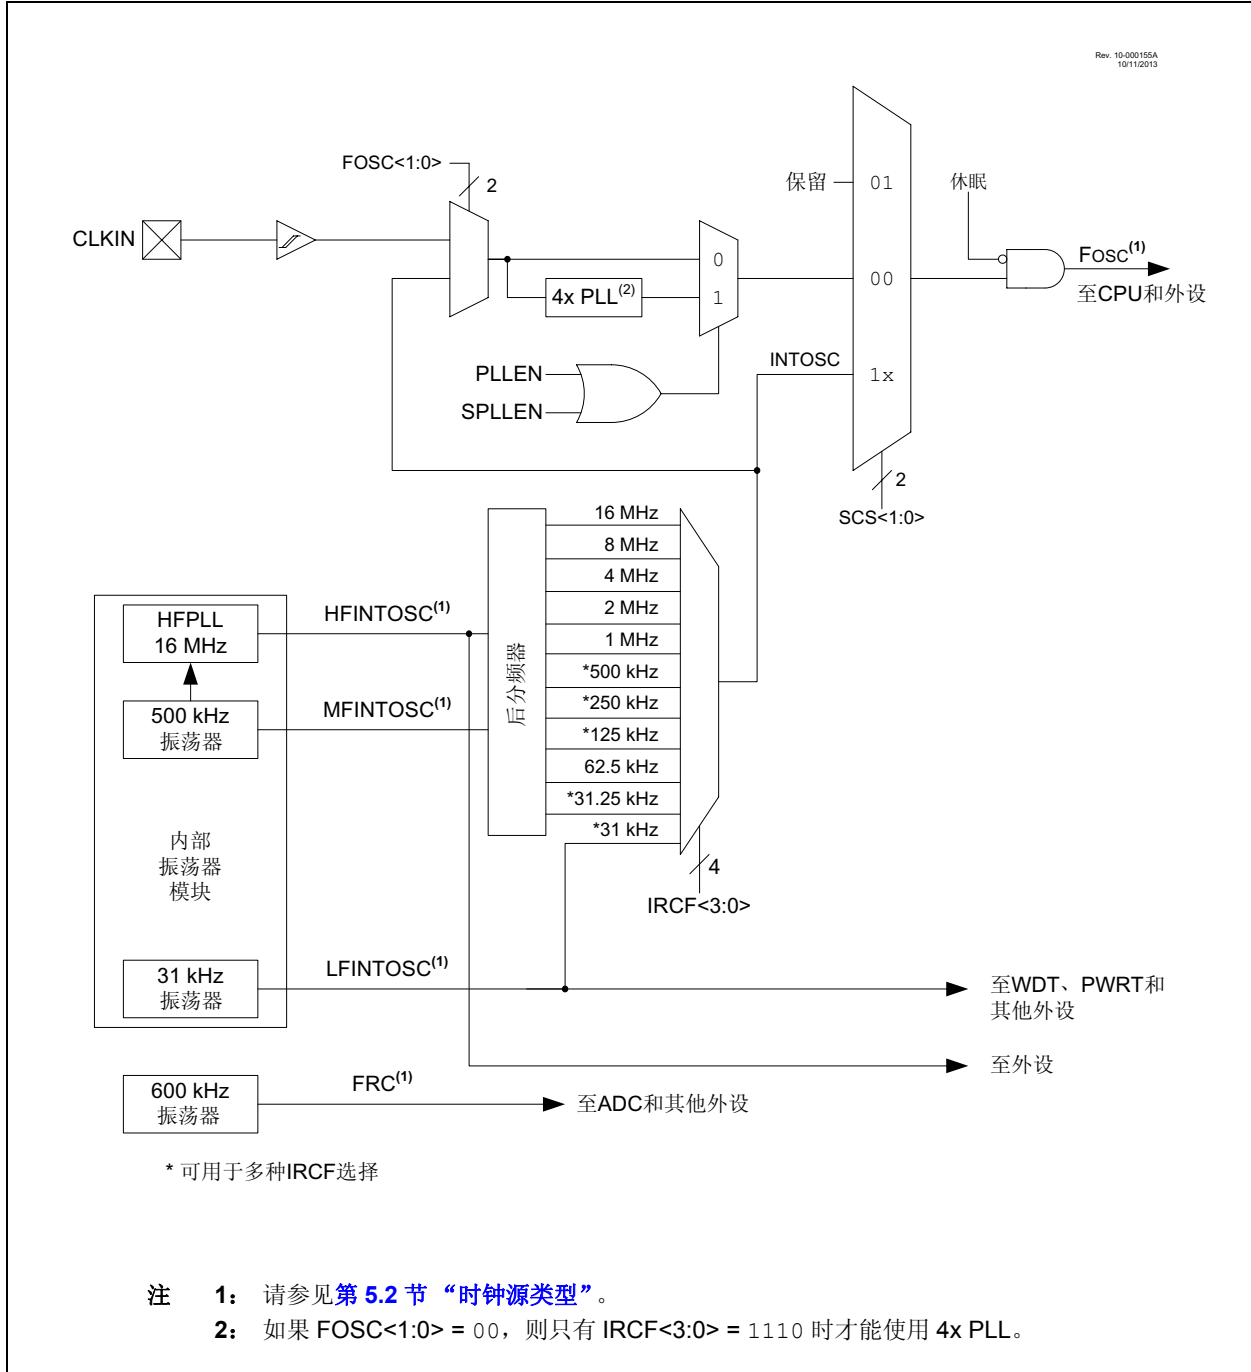 Rev. 10-000155A
10/11/2013
FOSC<1:0>
2
CLKIN
4x PLL(2)
0
1
PLLEN
SPLLEN
保留
01
00
1x
INTOSC
2
SCS<1:0>
休眠
FOSC(1)
至CPU和外设
16 MHz
8 MHz
4 MHz
2 MHz
1 MHz
*500 kHz
*250 kHz
*125 kHz
62.5 kHz
*31.25 kHz
*31 kHz
4
IRCF<3:0>
后分频器
HFPLL
16 MHz
HFINTOSC(1)
500 kHz
振荡器
MFINTOSC(1)
内部
振荡器
模块
31 kHz
振荡器
LFINTOSC(1)
至WDT、PWRT和
其他外设
至外设
600 kHz
振荡器
FRC(1)
至ADC和其他外设
* 可用于多种IRCF选择
注 1： 请参见第 5.2 节 “时钟源类型”。
2： 如果 FOSC<1:0> = 00，则只有 IRCF<3:0> = 1110 时才能使用 4x PLL。